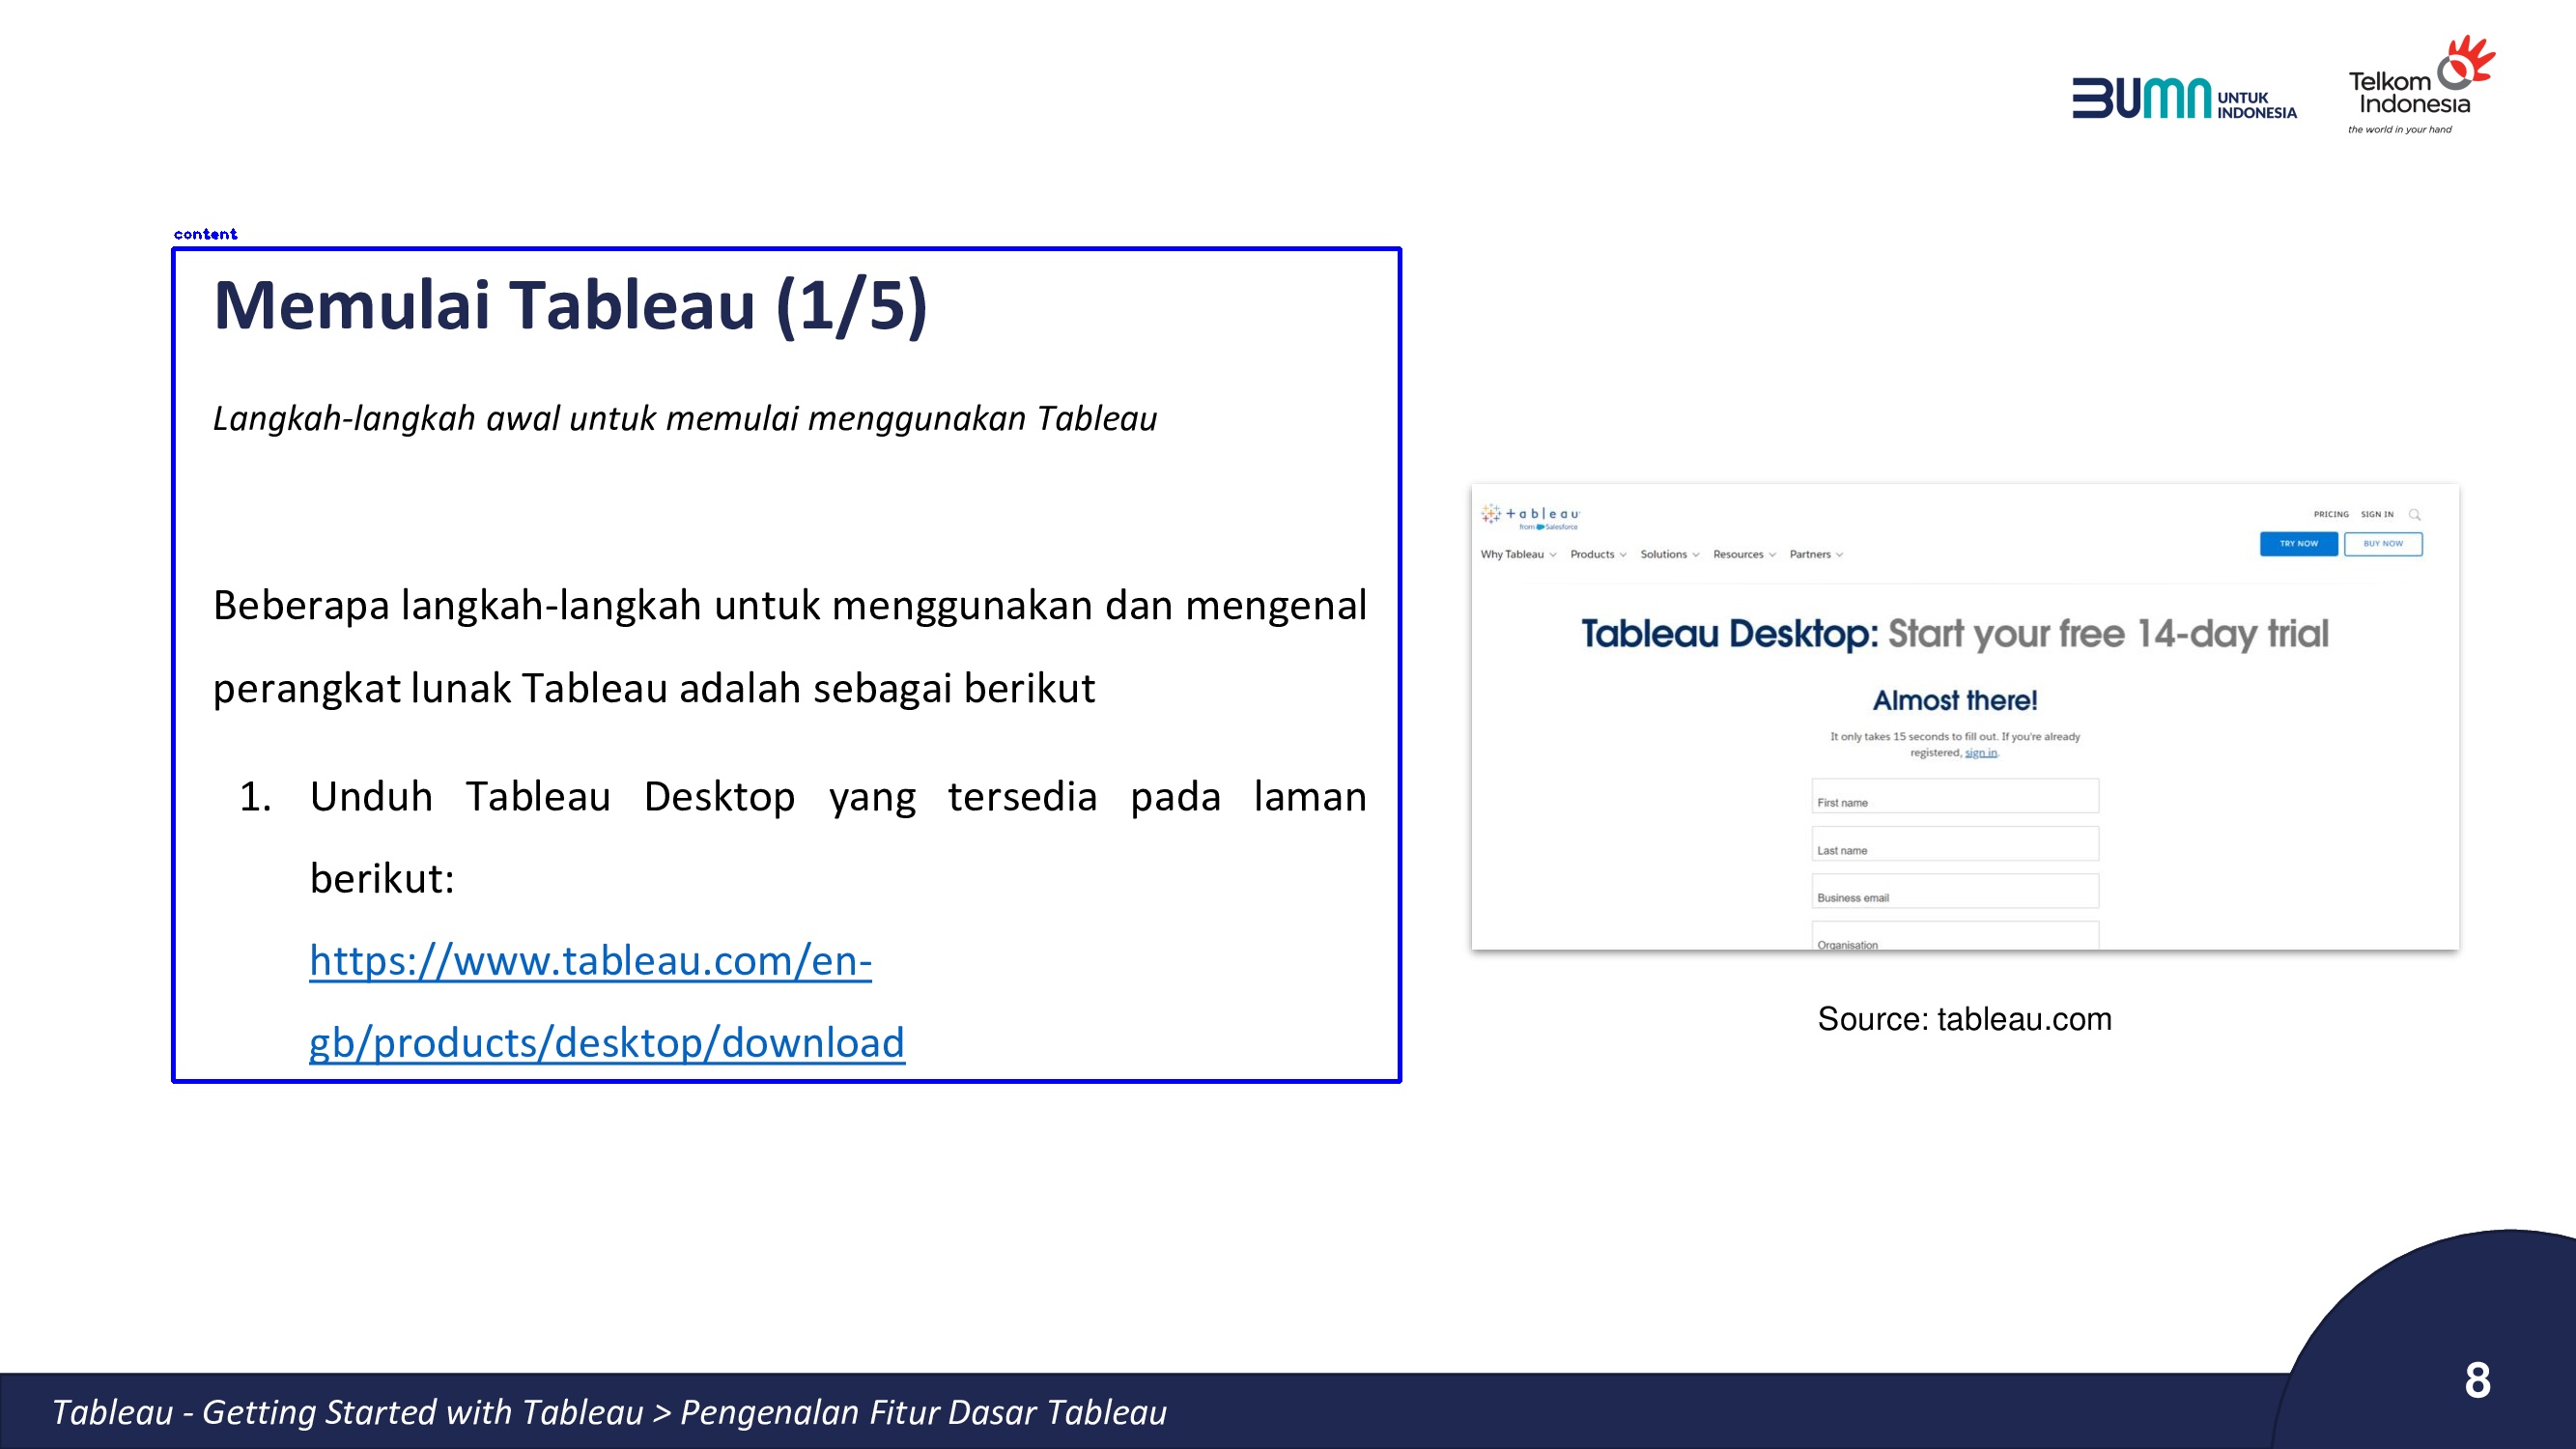 BUMN UNTUK INDONESIA
Telkom Indonesia
the world in your hand
content
Memulai Tableau (1/5)
Langkah-langkah awal untuk memulai menggunakan Tableau
Beberapa langkah-langkah untuk menggunakan dan mengenal
perangkat lunak Tableau adalah sebagai berikut
1. Unduh Tableau Desktop yang tersedia pada laman
berikut:
https://www.tableau.com/en-
gb/products/desktop/download
+ableau
from Salesforce
PRICING SIGN IN
Why Tableau Products Solutions Resources Partners
TRY NOW BUY NOW
Tableau Desktop: Start your free 14-day trial
Almost there!
It only takes 15 seconds to fill out. If you're already
registered, sign in.
First name
Last name
Business email
Organisation
Source: tableau.com
Tableau - Getting Started with Tableau > Pengenalan Fitur Dasar Tableau
8